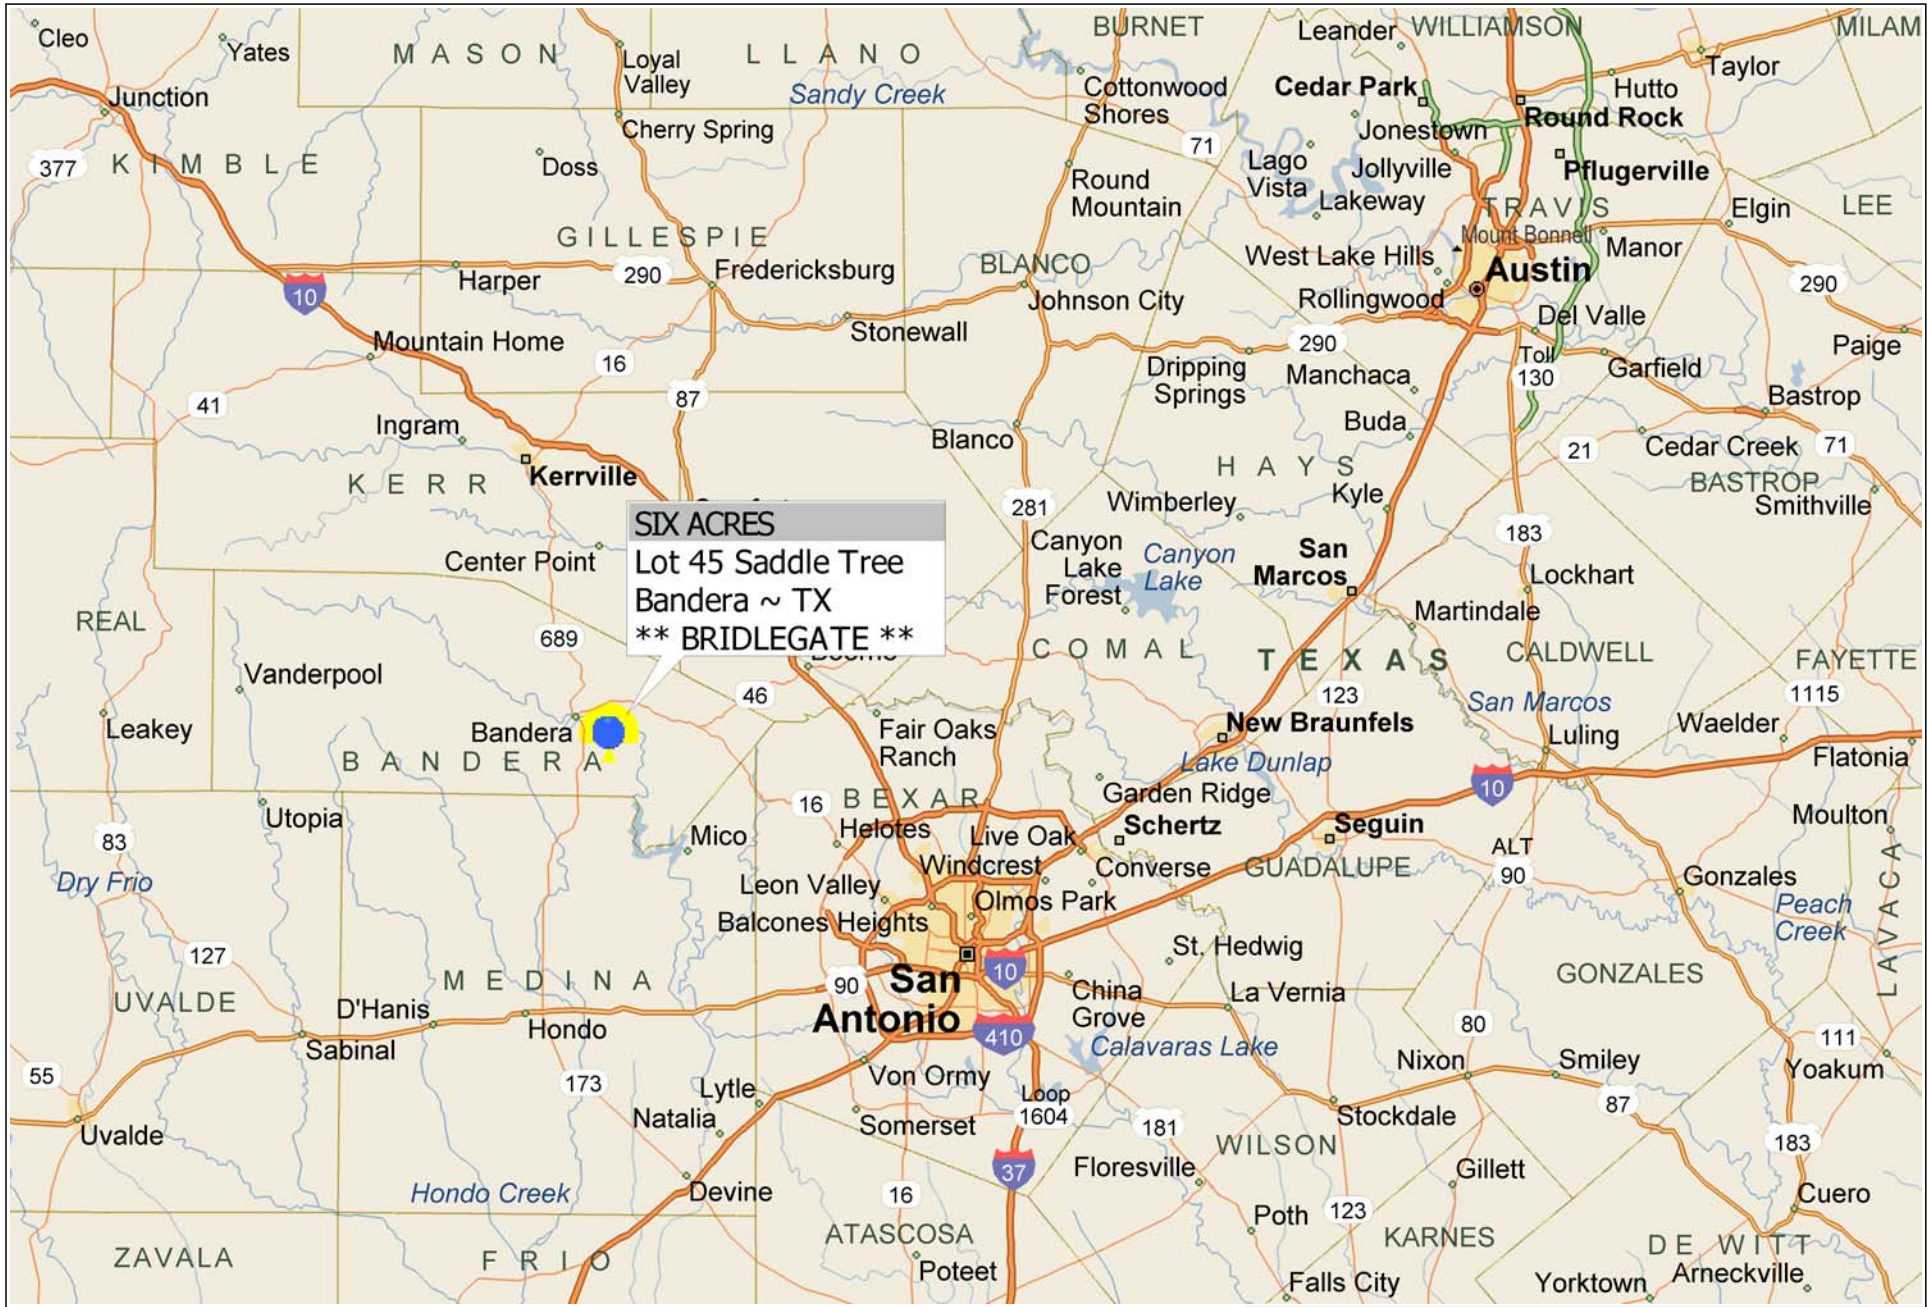 Cleo
Yates
MASON
Loyal
Valley
LLANO
Sandy Creek
BURNET
Leander
WILLIAMSON
MILAM
Taylor
Hutto
Cottonwood
Shores
Cedar Park
Round Rock
Junction
Cherry Spring
Jonestown
71
377
KIMBLE
Doss
Lago
Vista
Jollyville
Pflugerville
Round
Mountain
Lakeway
TRAVIS
Elgin
LEE
GILLESPIE
Mount Bonnell
Manor
West Lake Hills
Austin
Harper
290
Fredericksburg
BLANCO
10
Johnson City
Rollingwood
290
Del Valle
Stonewall
Mountain Home
16
290
Toll
130
Paige
Dripping
Springs
Manchaca
Garfield
41
87
Bastrop
Ingram
Blanco
Buda
21
Cedar Creek
71
Kerrville
KERR
HAYS
Kyle
BASTROP
Smithville
Wimberley
281
183
SIX ACRES
Lot 45 Saddle Tree
Bandera ~ TX
** BRIDLEGATE **
Center Point
Canyon
Lake
Forest
Canyon
Lake
San
Marcos
Lockhart
Martindale
REAL
689
COMAL
TEXAS
CALDWELL
FAYETTE
Vanderpool
46
123
San Marcos
1115
Leakey
Bandera
Fair Oaks
Ranch
New Braunfels
Luling
Waelder
Flatonia
BANDERA
Lake Dunlap
10
Garden Ridge
16
BEXAR
Utopia
Helotes
Live Oak
Schertz
Seguin
Moulton
83
Mico
Windcrest
Converse
GUADALUPE
ALT
90
Dry Frio
Leon Valley
Olmos Park
Gonzales
Balcones Heights
Peach
Creek
LAVACA
127
St. Hedwig
MEDINA
90
San
Antonio
10
GONZALES
UVALDE
D'Hanis
Hondo
China
Grove
La Vernia
Sabinal
410
Calavaras Lake
80
111
55
Nixon
Smiley
Yoakum
173
Lytle
Von Ormy
Natalia
Loop
1604
Stockdale
87
Uvalde
Somerset
181
WILSON
183
Hondo Creek
Devine
16
37
Floresville
Gillett
Cuero
Poth
123
ZAVALA
FRIO
ATASCOSA
KARNES
DE WITT
Poteet
Falls City
Yorktown
Arneckville